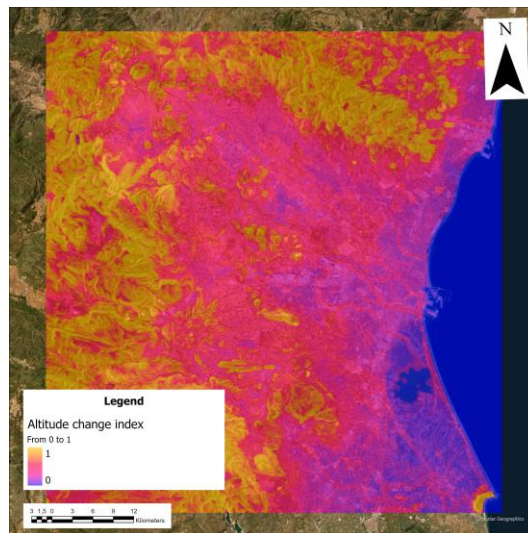 N
Legend
Altitude change index
From 0 to 1
1
0
3 1,5 0 3 6 9 12
Kilometers
Geographics